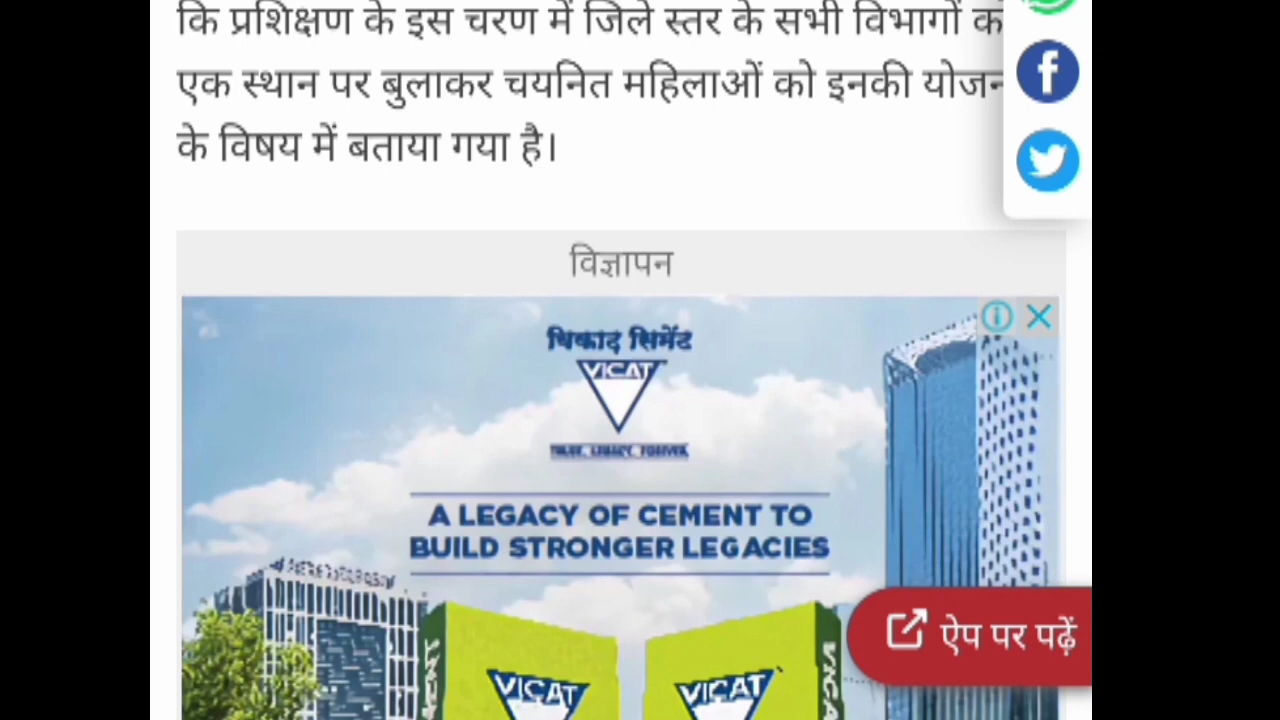 कि प्रशिक्षण के इस चरण में जिले स्तर के सभी विभागों क
एक स्थान पर बुलाकर चयनित महिलाओं को इनकी योजन
के विषय में बताया गया है।
विज्ञापन
विकाट सिमेंट
VICAT
A LEGACY OF CEMENT TO
BUILD STRONGER LEGACIES
ऐप पर पढ़ें
VICAT VICAT